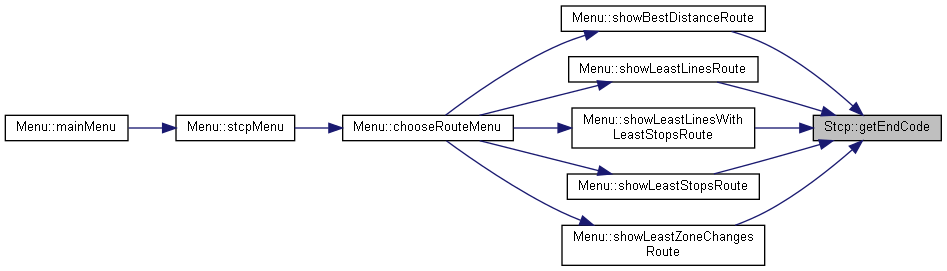 Menu::mainMenu
Menu::stcpMenu
Menu::chooseRouteMenu
Menu::showBestDistanceRoute
Menu::showLeastLinesRoute
Menu::showLeastLinesWith
LeastStopsRoute
Menu::showLeastStopsRoute
Menu::showLeastZoneChanges
Route
Stcp::getEndCode